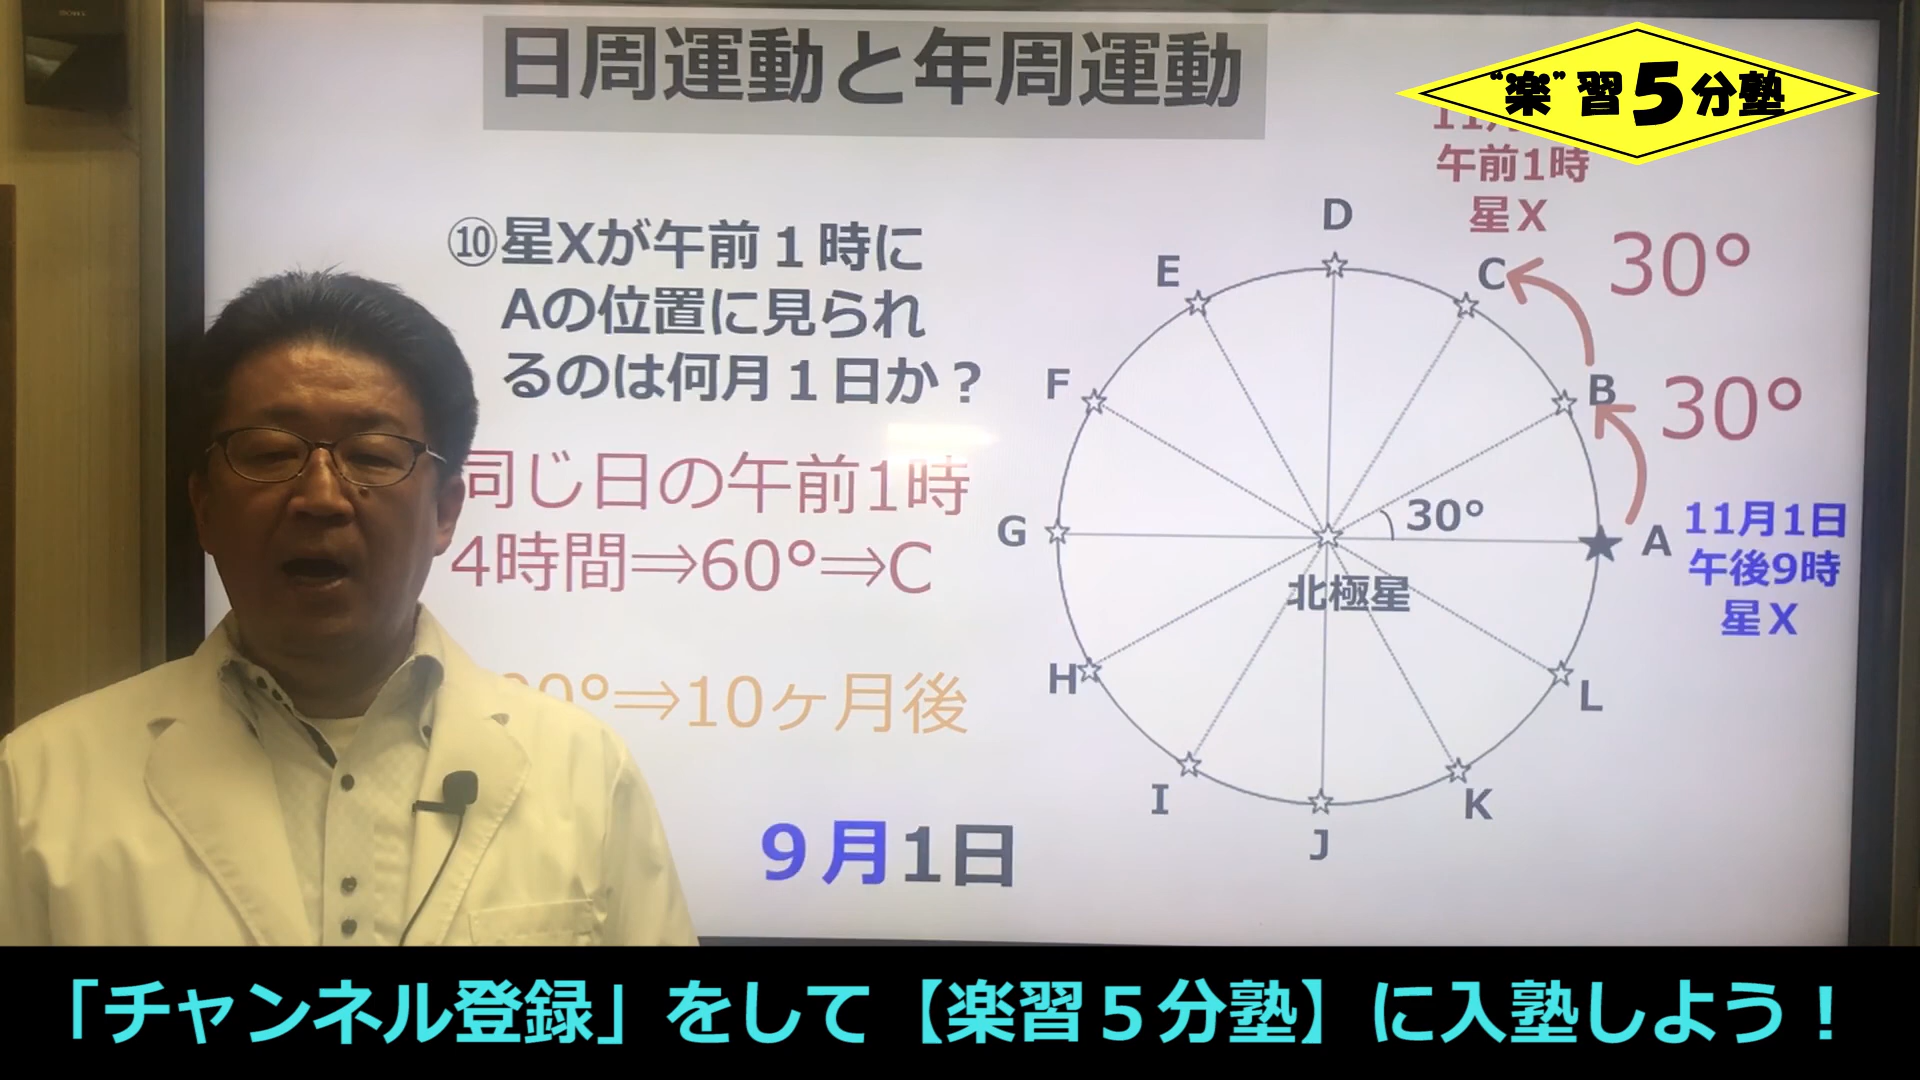 日周運動と年周運動
“楽”習5分塾
午前1時
星X
⑩星Xが午前1時に
Aの位置に見られ
るのは何月1日か？
同じ日の午前1時
4時間⇒60°⇒C
⇒10ヶ月後
9月1日
D
E
C
30°
F
B
30°
G
30°
A
11月1日
午後9時
星X
北極星
H
L
I
K
J
「チャンネル登録」をして【楽習5分塾】に入塾しよう！
SONY